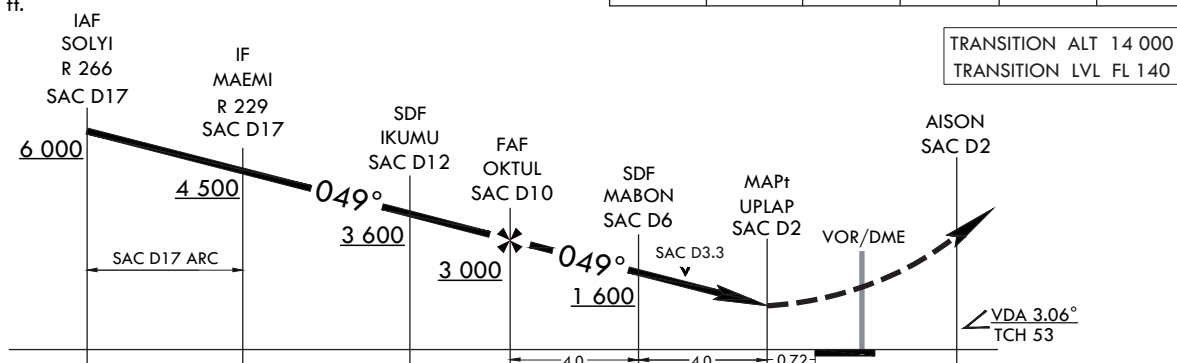 ft.
TRANSITION ALT 14 000
TRANSITION LVL FL 140
IAF
SOLYI
R 266
SAC D17
IF
MAEMI
R 229
SAC D17
SDF
IKUMU
SAC D12
FAF
OKTUL
SAC D10
SDF
MABON
SAC D6
MAPt
UPLAP
SAC D2
AISON
SAC D2
VOR/DME
6 000
4 500
049°
3 600
3 000
049°
SAC D3.3
1 600
SAC D17 ARC
VDA 3.06°
TCH 53
4.0
4.0
0.72